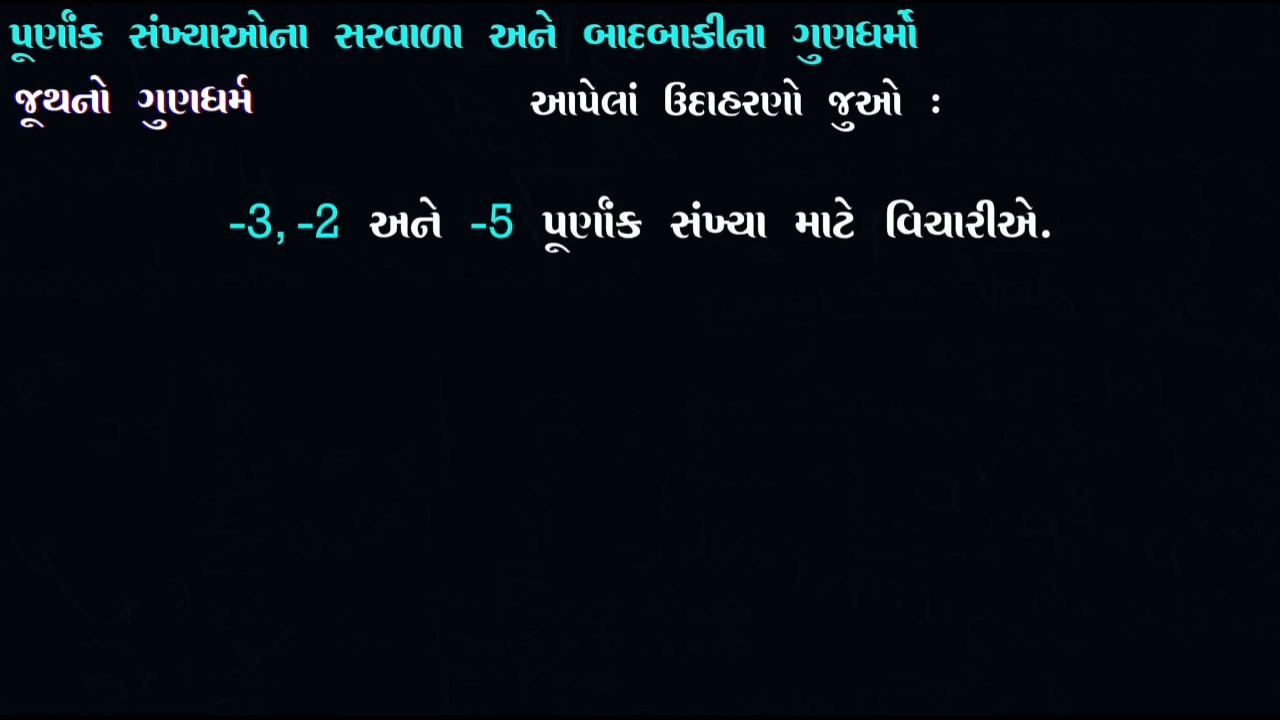 પૂર્ણાંક સંખ્યાઓના સરવાળા અને બાદબાકીના ગુણધર્મો
જૂથનો ગુણધર્મ આપેલાં ઉદાહરણો જુઓ :
-3, -2 અને -5 પૂર્ણાંક સંખ્યા માટે વિચારીએ.